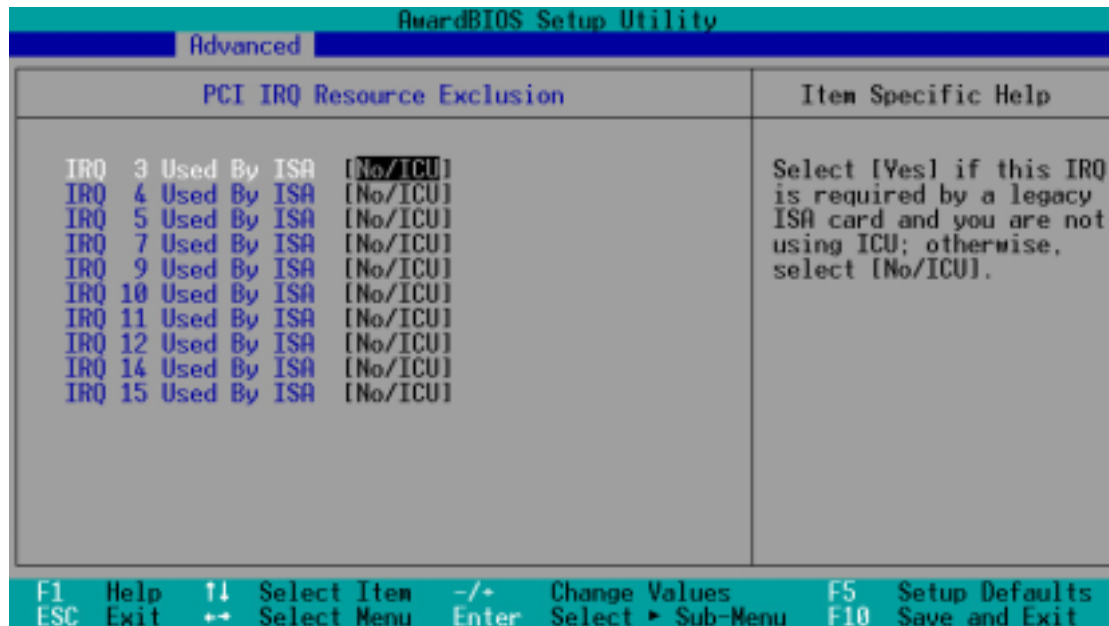 AwardBIOS Setup Utility
Advanced
PCI IRQ Resource Exclusion
Item Specific Help
IRQ 3 Used By ISA [No/ICU]
IRQ 4 Used By ISA [No/ICU]
IRQ 5 Used By ISA [No/ICU]
IRQ 7 Used By ISA [No/ICU]
IRQ 9 Used By ISA [No/ICU]
IRQ 10 Used By ISA [No/ICU]
IRQ 11 Used By ISA [No/ICU]
IRQ 12 Used By ISA [No/ICU]
IRQ 14 Used By ISA [No/ICU]
IRQ 15 Used By ISA [No/ICU]
Select [Yes] if this IRQ
is required by a legacy
ISA card and you are not
using ICU; otherwise,
select [No/ICU].
F1 Help ↑↓ Select Item -/+ Change Values F5 Setup Defaults
ESC Exit ←→ Select Menu Enter Select ► Sub-Menu F10 Save and Exit